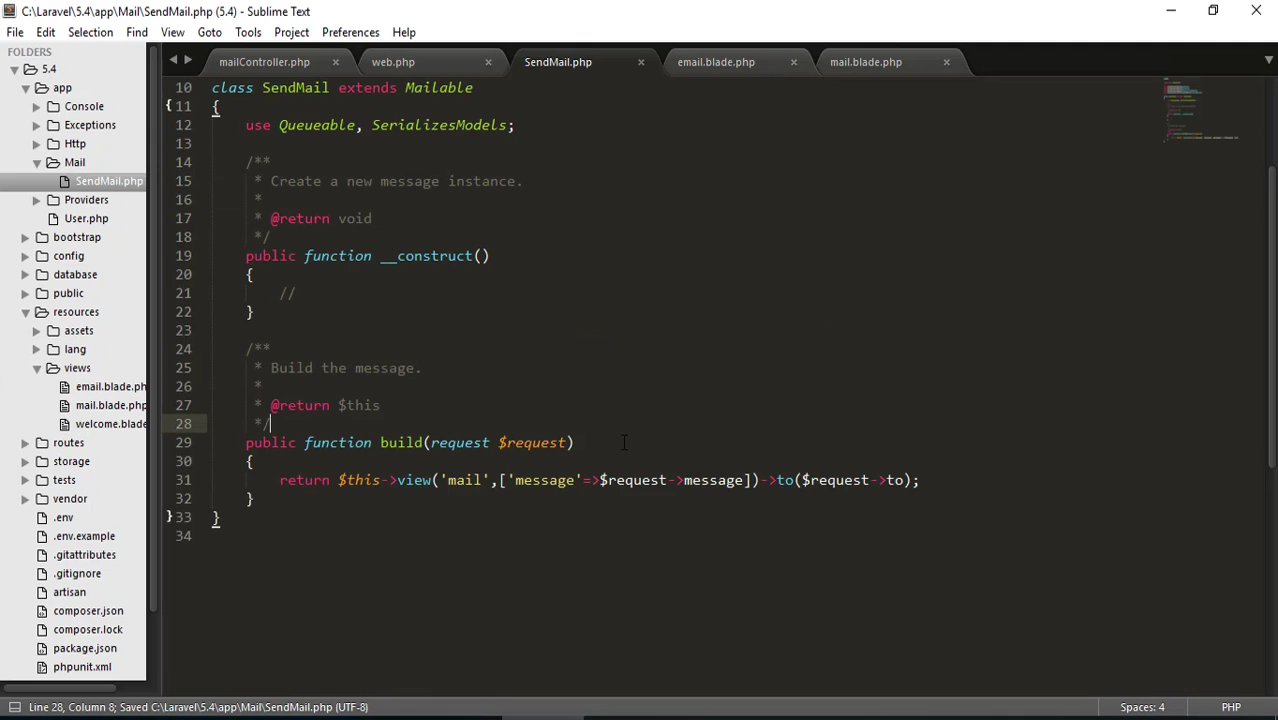 C:\Laravel\5.4\app\Mail\SendMail.php (5.4) - Sublime Text
File Edit Selection Find View Goto Tools Project Preferences Help
FOLDERS
5.4
app
Console
Exceptions
Http
Mail
SendMail.php
Providers
User.php
bootstrap
config
database
public
resources
assets
lang
views
email.blade.ph
mail.blade.php
welcome.blade
routes
storage
tests
vendor
.env
.env.example
.gitattributes
.gitignore
artisan
composer.json
composer.lock
package.json
phpunit.xml
mailController.php × web.php × SendMail.php × email.blade.php × mail.blade.php ×
10 class SendMail extends Mailable
{ 11 {
12 use Queueable, SerializesModels;
13
14 /**
15 * Create a new message instance.
16 *
17 * @return void
18 */
19 public function __construct()
20 {
21 //
22 }
23
24 /**
25 * Build the message.
26 *
27 * @return $this
28 */
29 public function build(request $request)
30 {
31 return $this->view('mail',['message'=>$request->message])->to($request->to);
32 }
} 33 }
34
Line 28, Column 8; Saved C:\Laravel\5.4\app\Mail\SendMail.php (UTF-8) Spaces: 4 PHP